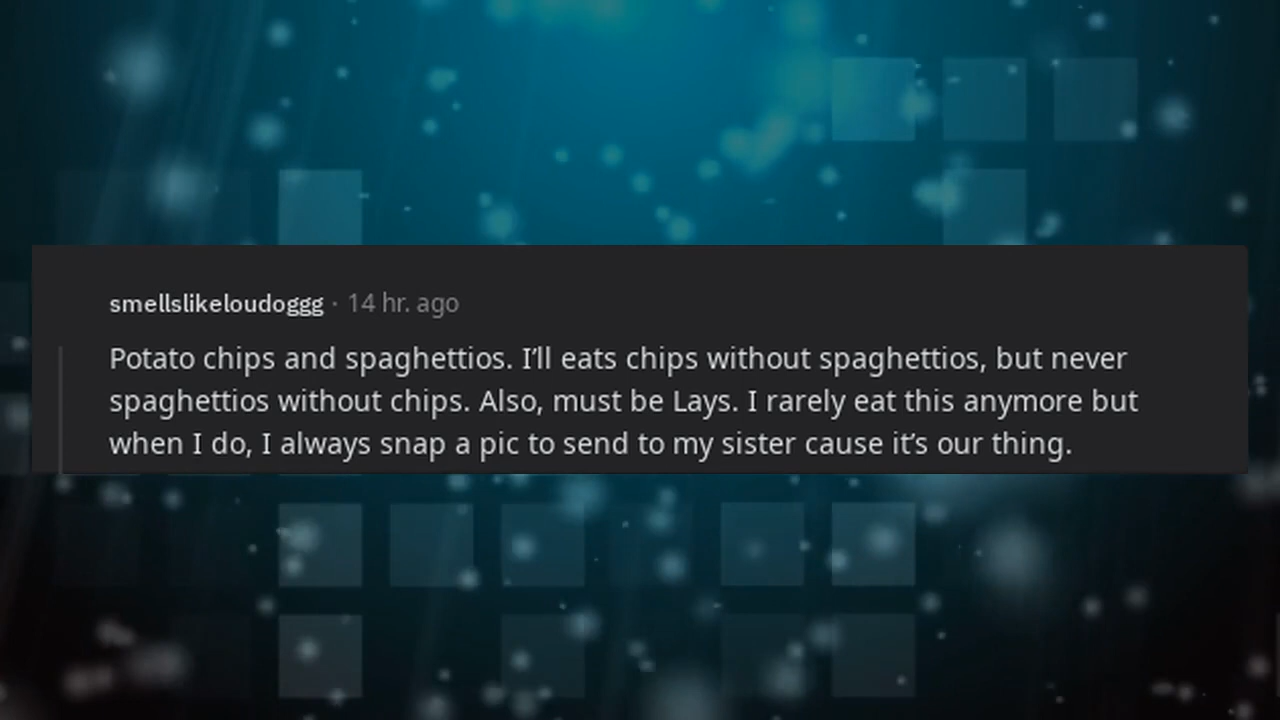 smellslikeloudoggg · 14 hr. ago
Potato chips and spaghettios. I’ll eats chips without spaghettios, but never
spaghettios without chips. Also, must be Lays. I rarely eat this anymore but
when I do, I always snap a pic to send to my sister cause it’s our thing.